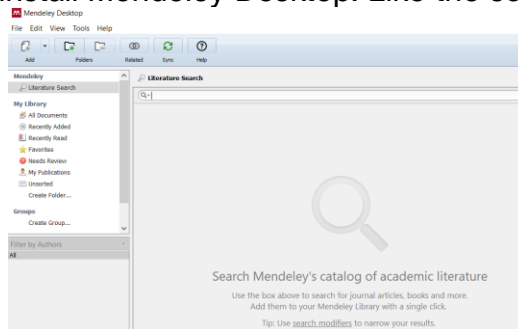 install Mendeley Desktop. Like the
Mendeley Desktop
File Edit View Tools Help
Add Folders Related Sync Help
Mendeley
Literature Search
My Library
All Documents
Recently Added
Recently Read
Favorites
Needs Review
My Publications
Unsorted
Create Folder...
Groups
Create Group...
Filter by Authors
All
Literature Search
Search Mendeley's catalog of academic literature
Use the box above to search for journal articles, books and more.
Add them to your Mendeley Library with a single click.
Tip: Use search modifiers to narrow your results.